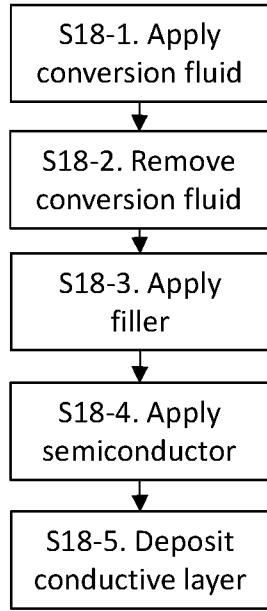 S18-1. Apply
conversion fluid
S18-2. Remove
conversion fluid
S18-3. Apply
filler
S18-4. Apply
semiconductor
S18-5. Deposit
conductive layer